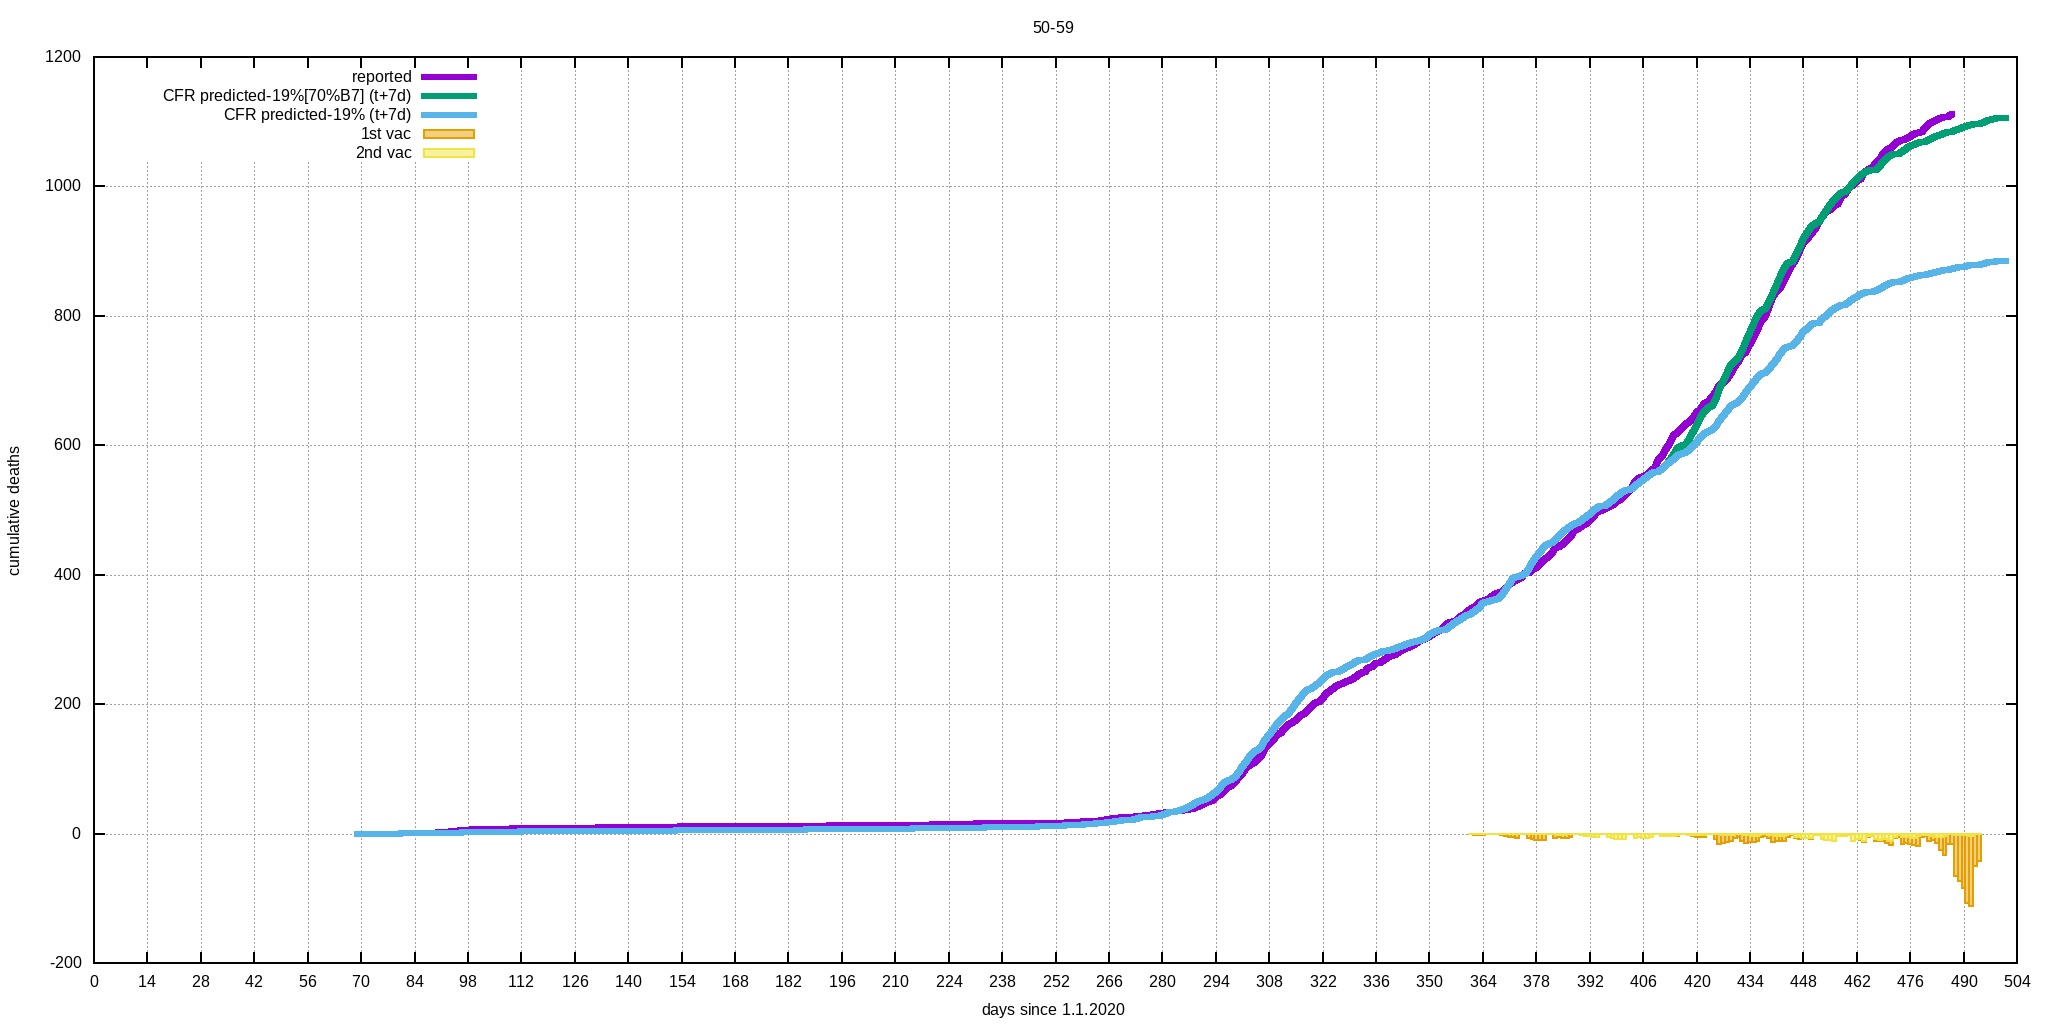 50-59
1200
1000
800
600
400
200
0
-200
cumulative deaths
reported
CFR predicted-19%[70%B7] (t+7d)
CFR predicted-19% (t+7d)
1st vac
2nd vac
0 14 28 42 56 70 84 98 112 126 140 154 168 182 196 210 224 238 252 266 280 294 308 322 336 350 364 378 392 406 420 434 448 462 476 490 504
days since 1.1.2020